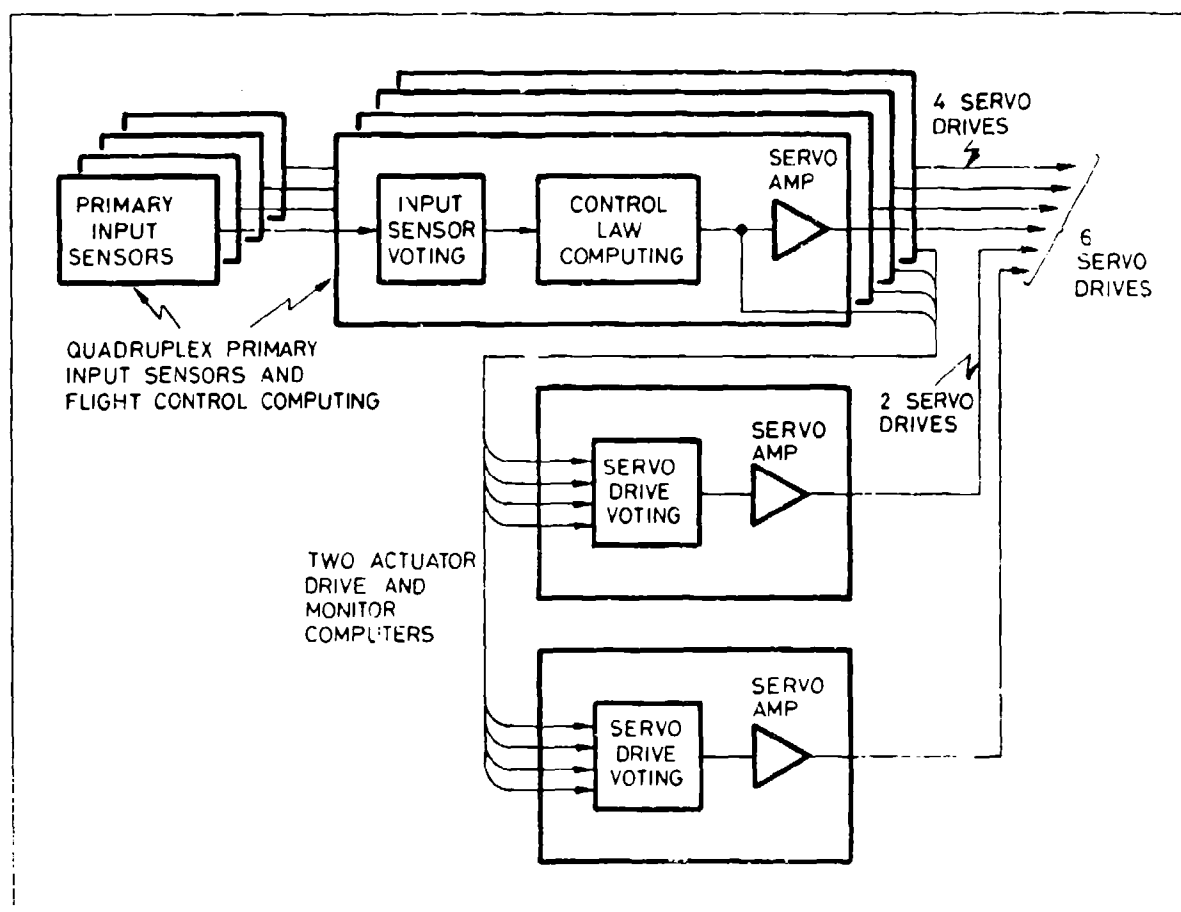 4 SERVO
DRIVES
PRIMARY
INPUT
SENSORS
INPUT
SENSOR
VOTING
CONTROL
LAW
COMPUTING
SERVO
AMP
6
SERVO
DRIVES
QUADRUPLEX PRIMARY
INPUT SENSORS AND
FLIGHT CONTROL COMPUTING
2 SERVO
DRIVES
SERVO
DRIVE
VOTING
SERVO
AMP
TWO ACTUATOR
DRIVE AND
MONITOR
COMPUTERS
SERVO
DRIVE
VOTING
SERVO
AMP